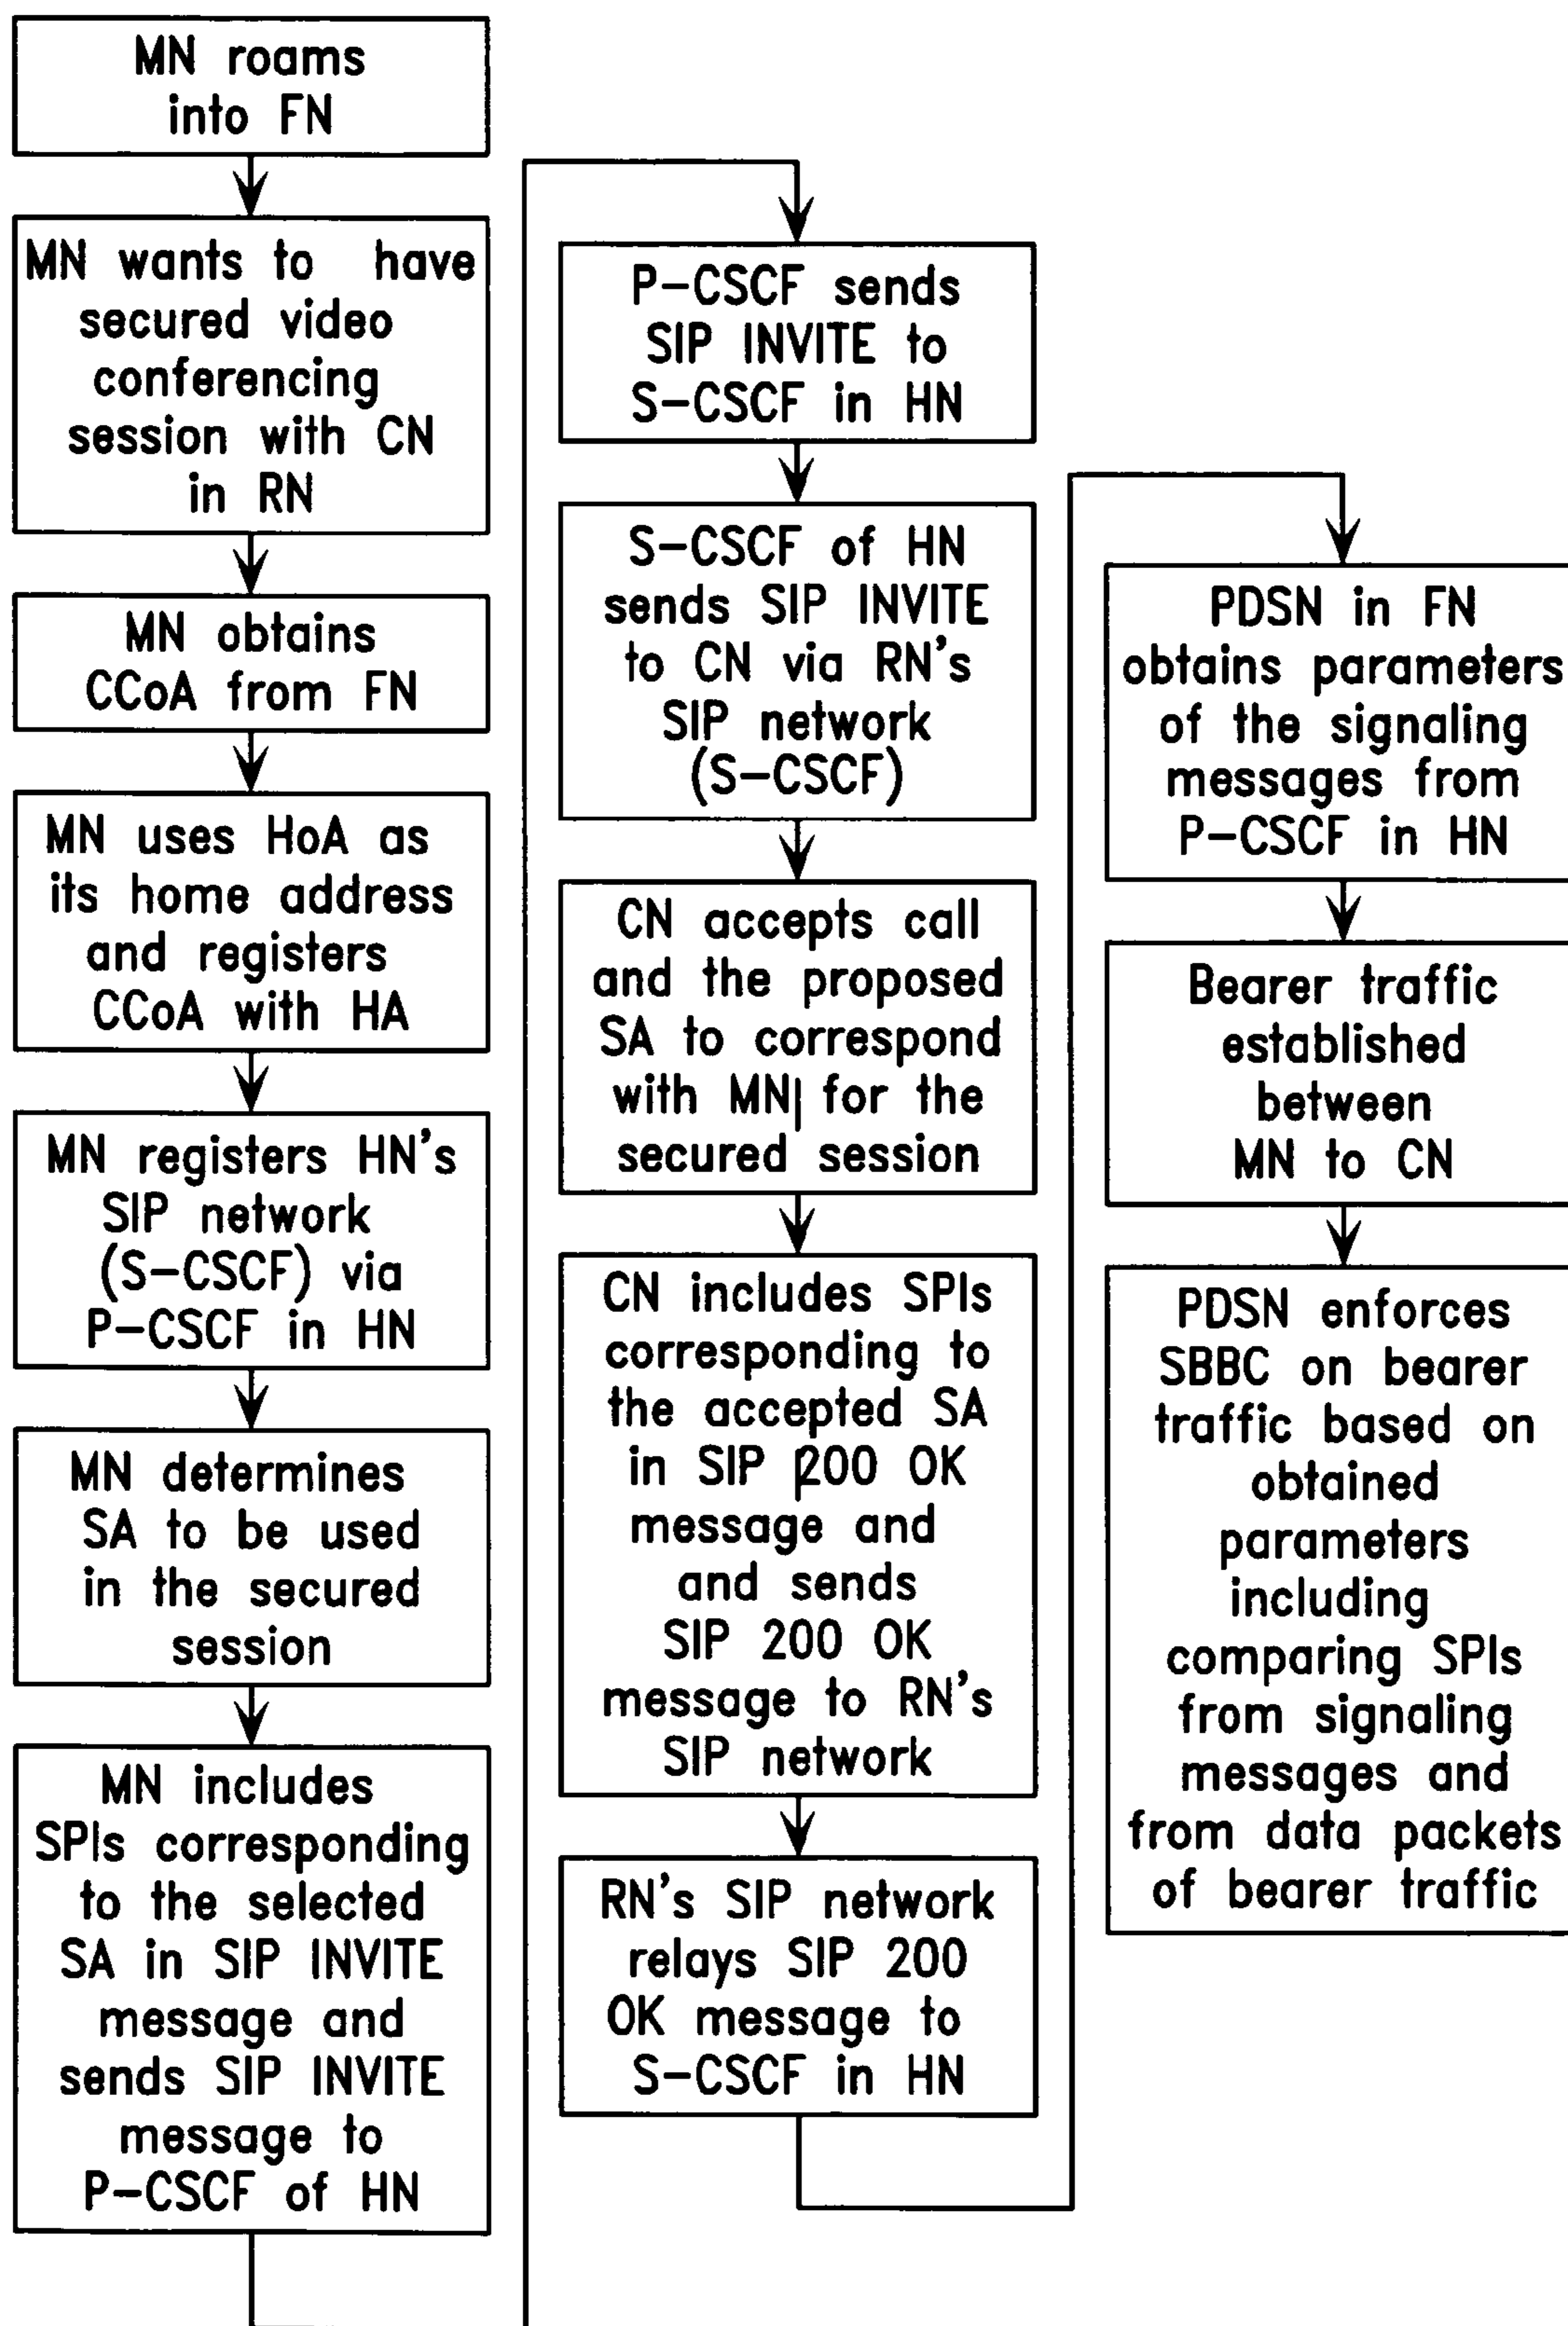 MN roams
into FN
MN wants to have
secured video
conferencing
session with CN
in RN
MN obtains
CCoA from FN
MN uses HoA as
its home address
and registers
CCoA with HA
MN registers HN's
SIP network
(S-CSCF) via
P-CSCF in HN
MN determines
SA to be used
in the secured
session
MN includes
SPIs corresponding
to the selected
SA in SIP INVITE
message and
sends SIP INVITE
message to
P-CSCF of HN
P-CSCF sends
SIP INVITE to
S-CSCF in HN
S-CSCF of HN
sends SIP INVITE
to CN via RN's
SIP network
(S-CSCF)
CN accepts call
and the proposed
SA to correspond
with MN for the
secured session
CN includes SPIs
corresponding to
the accepted SA
in SIP 200 OK
message and
and sends
SIP 200 OK
message to RN's
SIP network
RN's SIP network
relays SIP 200
OK message to
S-CSCF in HN
PDSN in FN
obtains parameters
of the signaling
messages from
P-CSCF in HN
Bearer traffic
established
between
MN to CN
PDSN enforces
SBBC on bearer
traffic based on
obtained
parameters
including
comparing SPIs
from signaling
messages and
from data packets
of bearer traffic